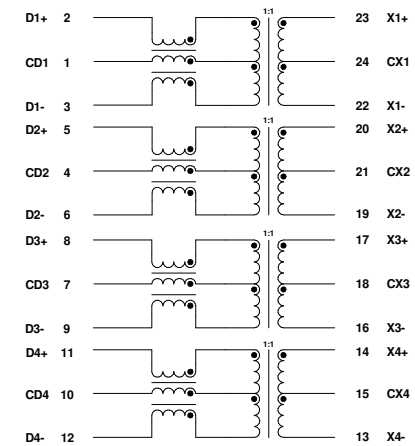 1:1
D1+ 2 23 X1+
CD1 1 24 CX1
D1- 3 22 X1-
1:1
D2+ 5 20 X2+
CD2 4 21 CX2
D2- 6 19 X2-
1:1
D3+ 8 17 X3+
CD3 7 18 CX3
D3- 9 16 X3-
1:1
D4+ 11 14 X4+
CD4 10 15 CX4
D4- 12 13 X4-